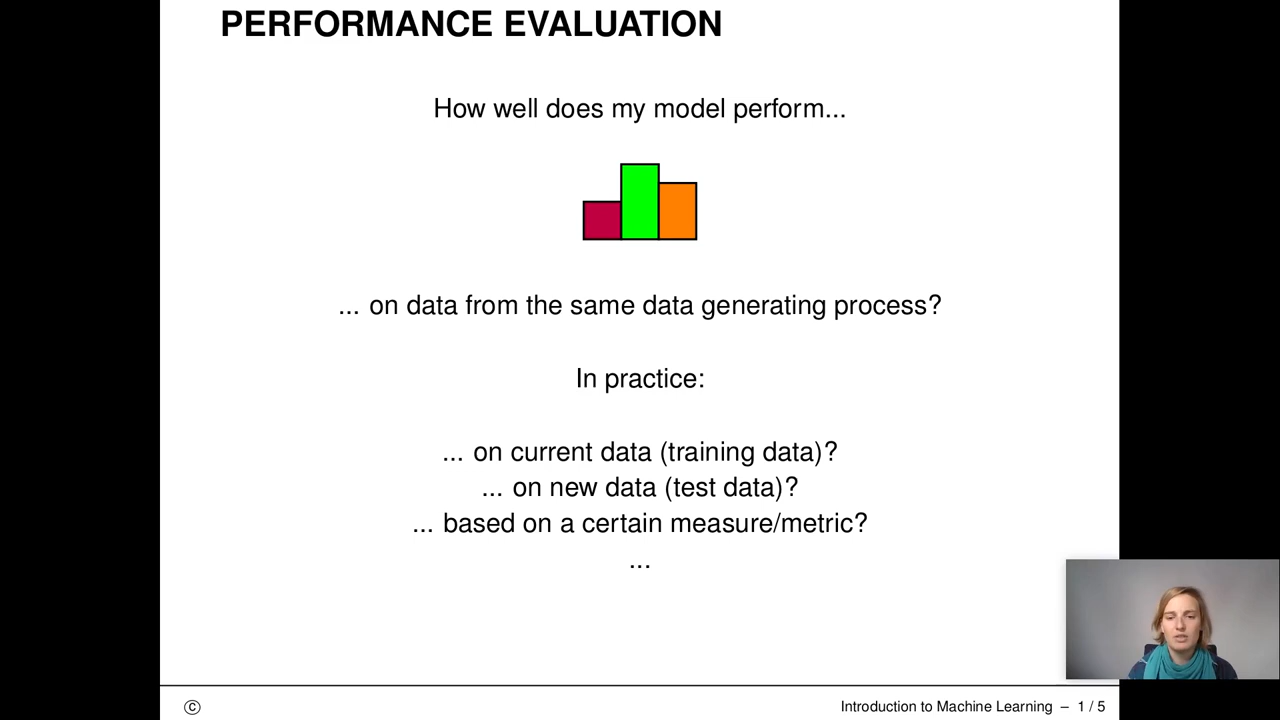 PERFORMANCE EVALUATION
How well does my model perform...
... on data from the same data generating process?
In practice:
... on current data (training data)?
... on new data (test data)?
... based on a certain measure/metric?
...
© Introduction to Machine Learning – 1 / 5